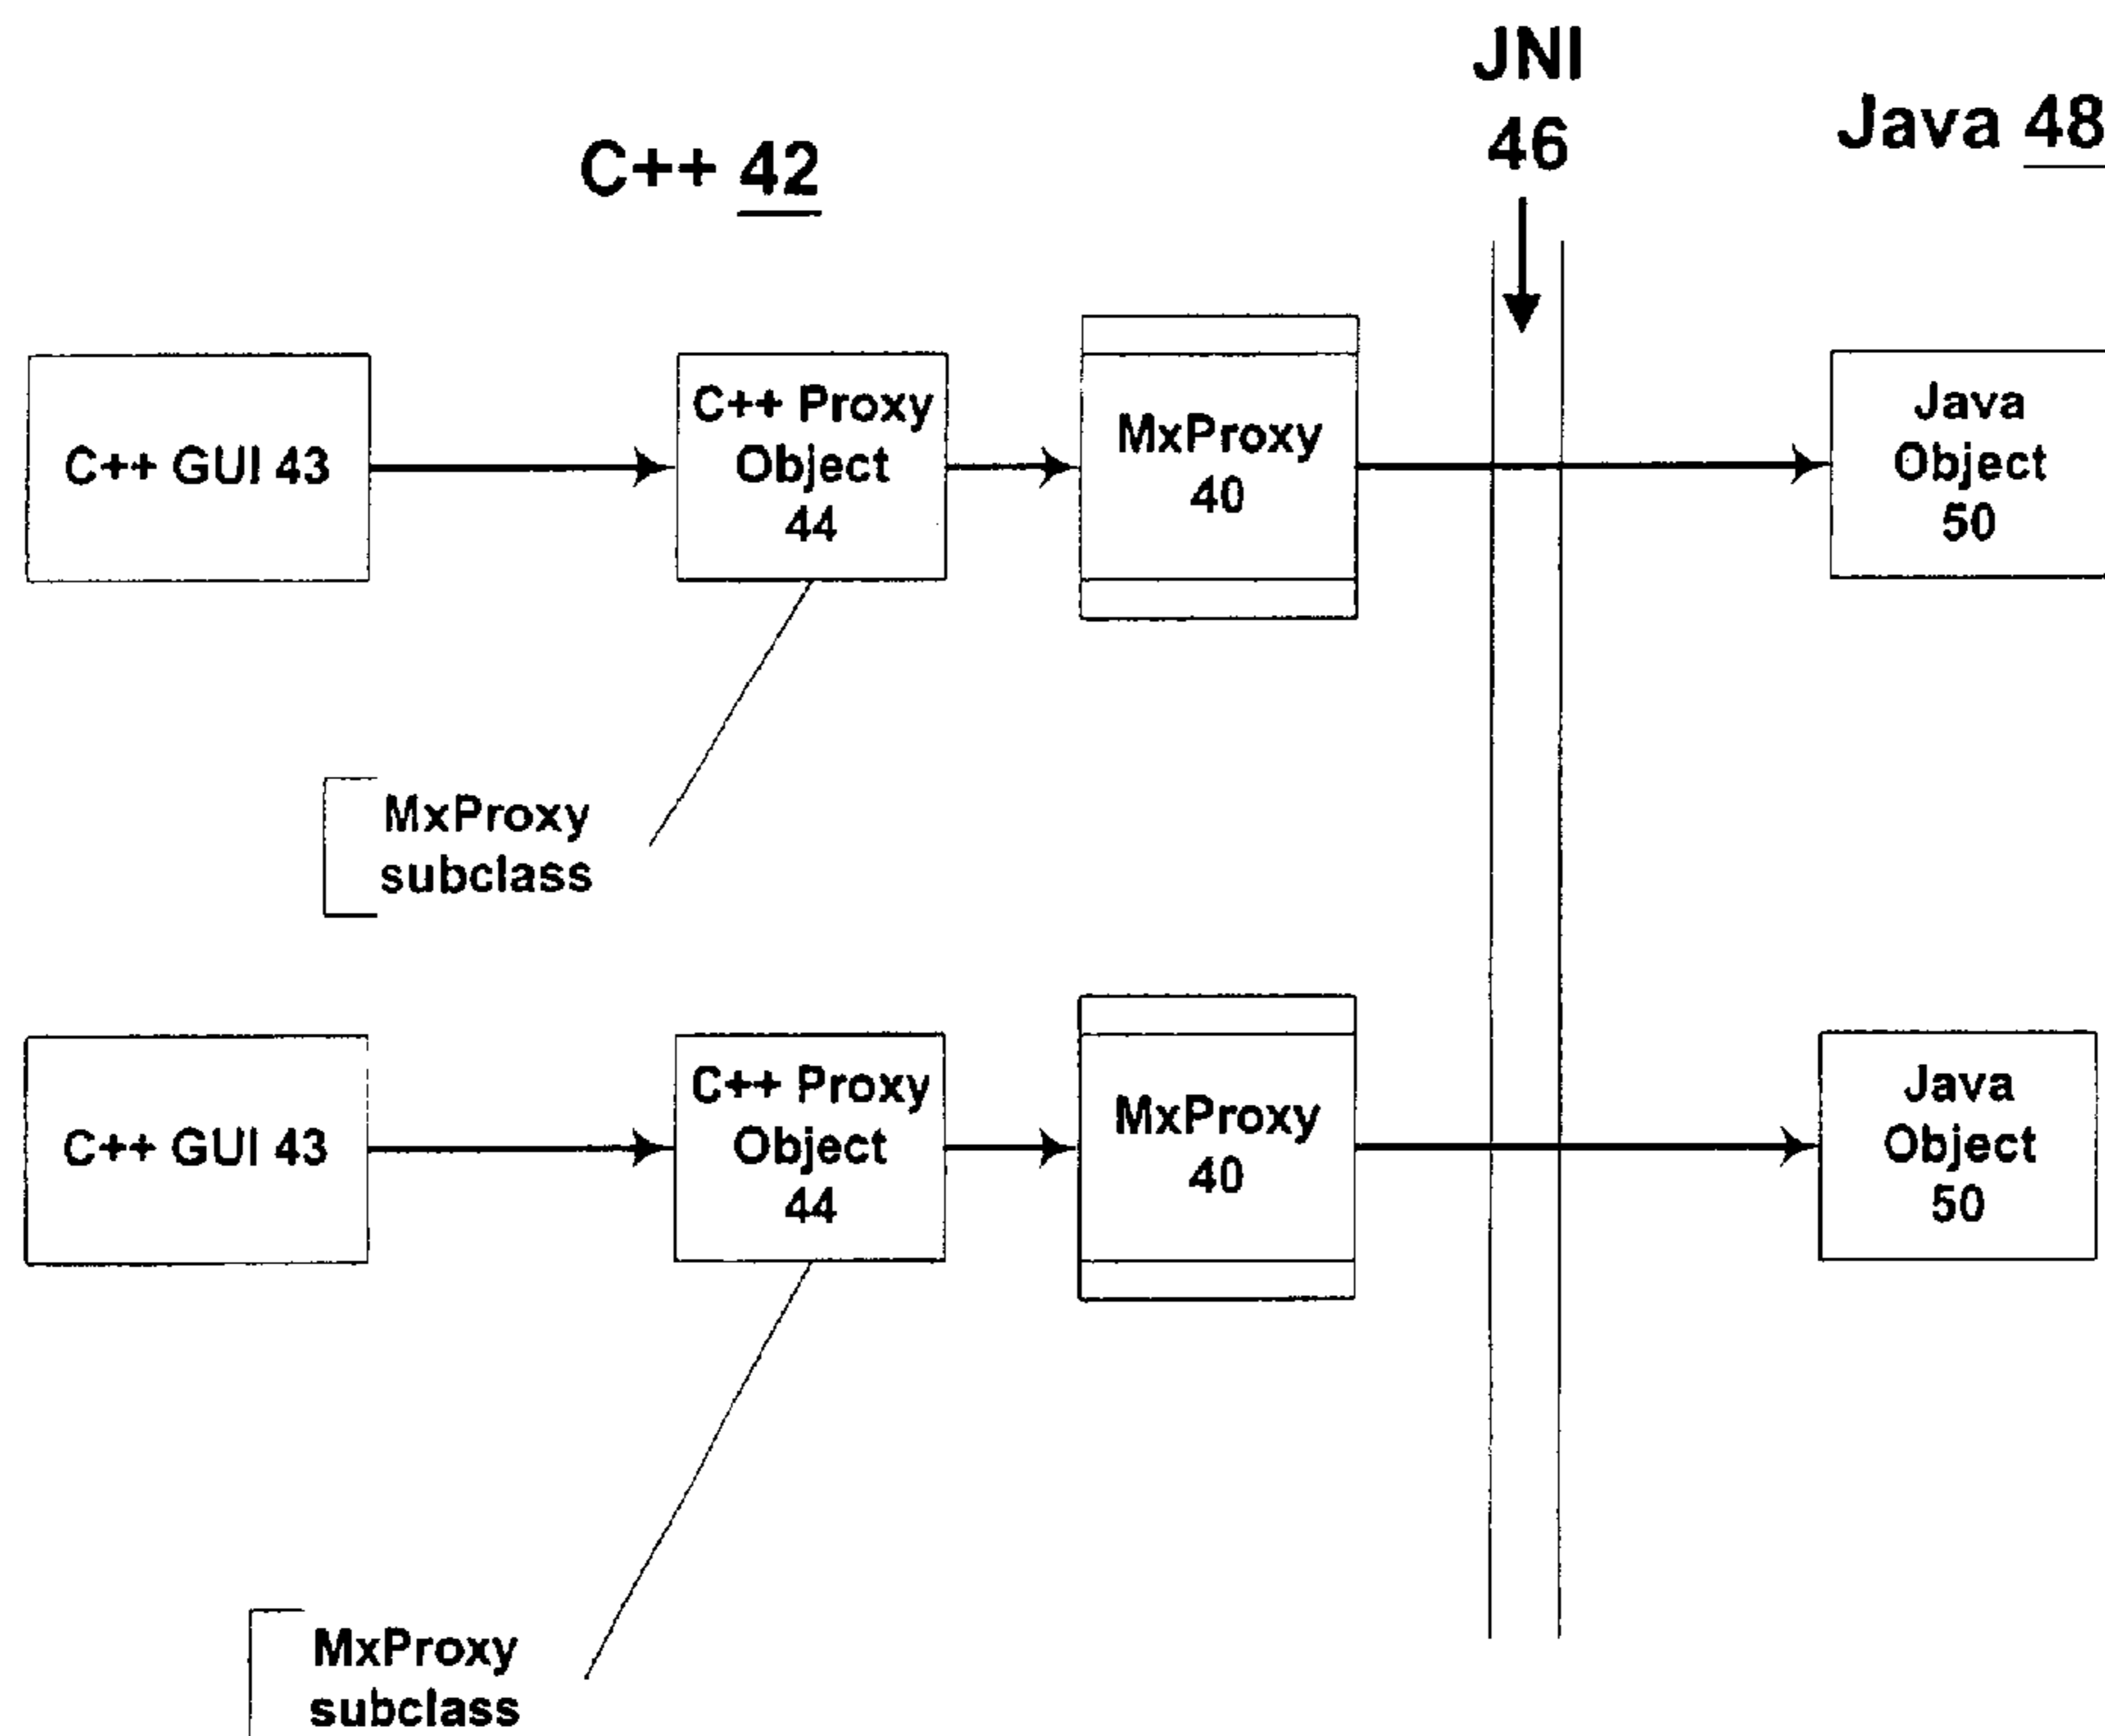 JNI
46
Java 48
C++ 42
C++ GUI 43
C++ Proxy
Object
44
MxProxy
40
Java
Object
50
MxProxy
subclass
C++ GUI 43
C++ Proxy
Object
44
MxProxy
40
Java
Object
50
MxProxy
subclass